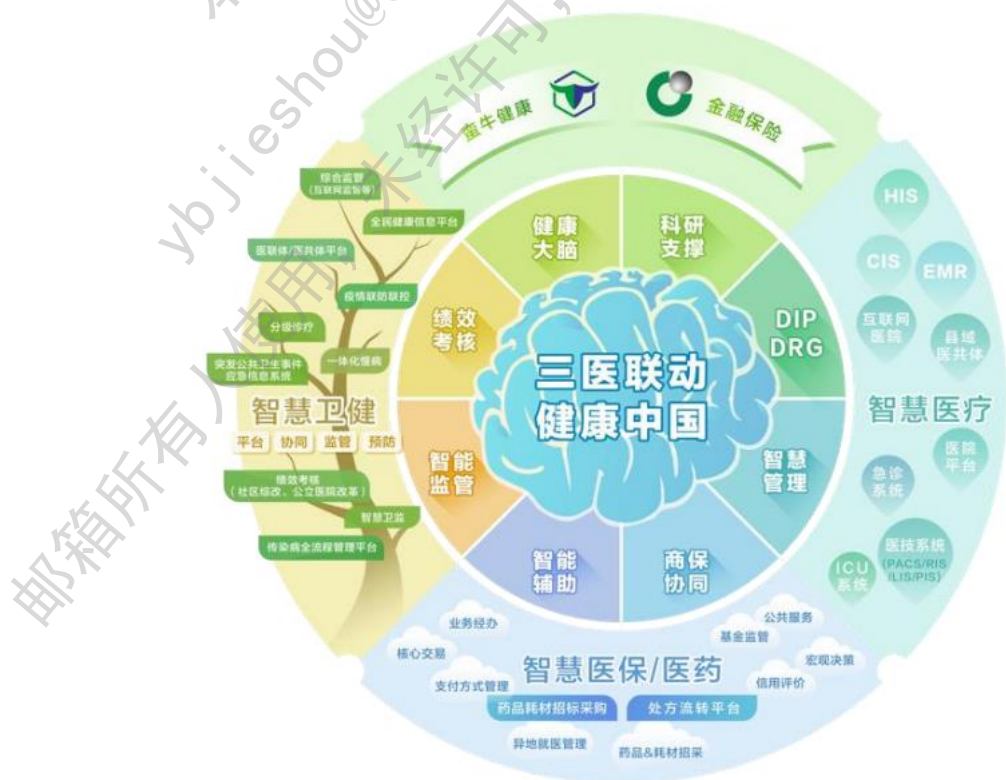 蛮牛健康
金融保险
综合监管
(互联网监管等)
全民健康信息平台
医联体/医共体平台
疫情联防联控
分级诊疗
突发公共卫生事件
应急信息系统
一体化慢病
智慧卫健
平台 协同 监管 预防
绩效考核
(社区综改、公立医院改革)
智慧卫监
传染病全流程管理平台
健康
大脑
科研
支撑
绩效
考核
DIP
DRG
三医联动
健康中国
智能
监管
智慧
管理
智能
辅助
商保
协同
HIS
CIS
EMR
互联网
医院
县域
医共体
智慧医疗
医院
平台
急诊
系统
医技系统
(PACS/RIS
/LIS/PIS)
ICU
系统
业务经办
公共服务
核心交易
基金监管
智慧医保/医药
宏观决策
支付方式管理
信用评价
药品耗材招标采购
处方流转平台
异地就医管理
药品&耗材招采
ybjieshou@
未经许可,
邮箱所有人使用,